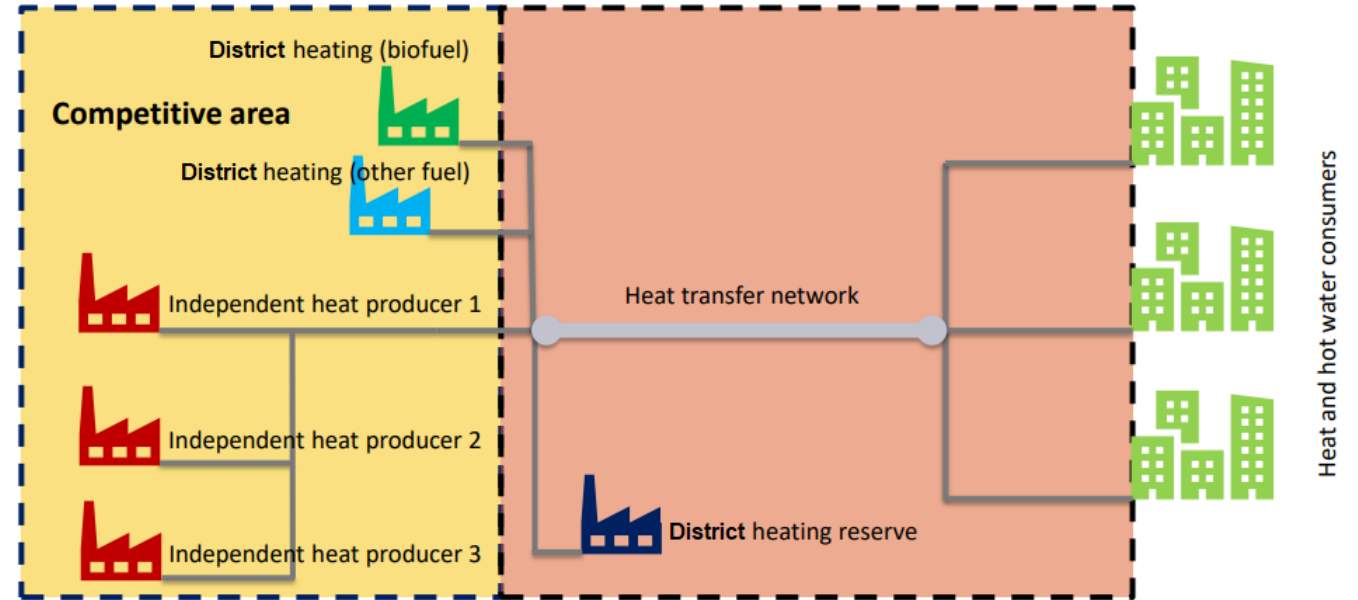 District heating (biofuel)
Competitive area
District heating (other fuel)
Independent heat producer 1
Independent heat producer 2
Independent heat producer 3
Heat transfer network
District heating reserve
Heat and hot water consumers